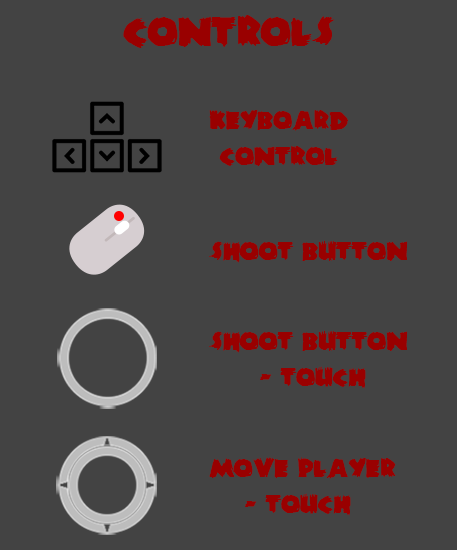 CONTROLS
KEYBOARD
CONTROL
SHOOT BUTTON
SHOOT BUTTON
- TOUCH
MOVE PLAYER
- TOUCH